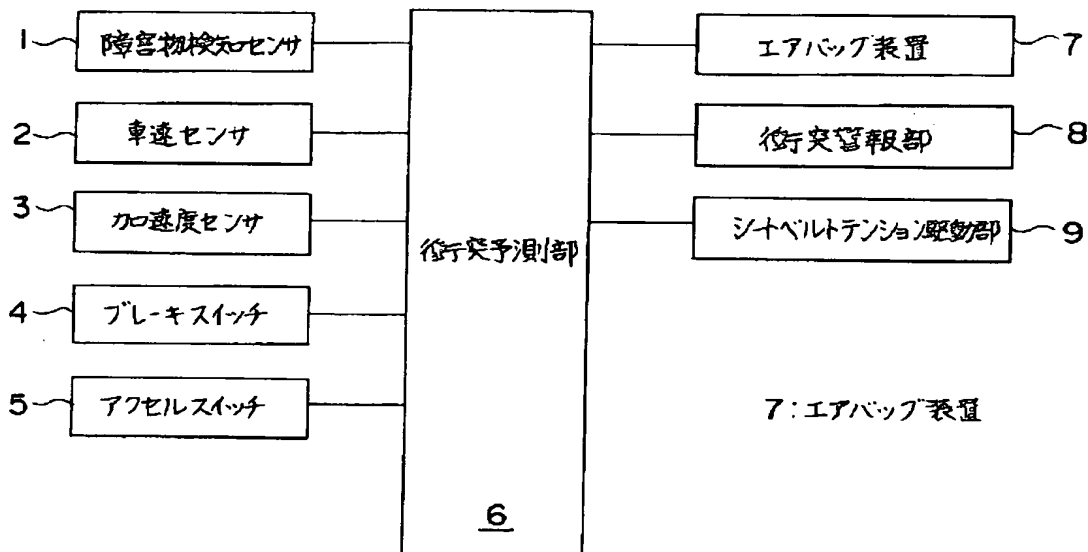 1 障害物検知センサ
2 車速センサ
3 加速度センサ
4 ブレーキスイッチ
5 アクセルスイッチ
衝突予測部
6
エアバッグ装置 7
衝突警報部 8
シートベルトテンション駆動部 9
7:エアバッグ装置